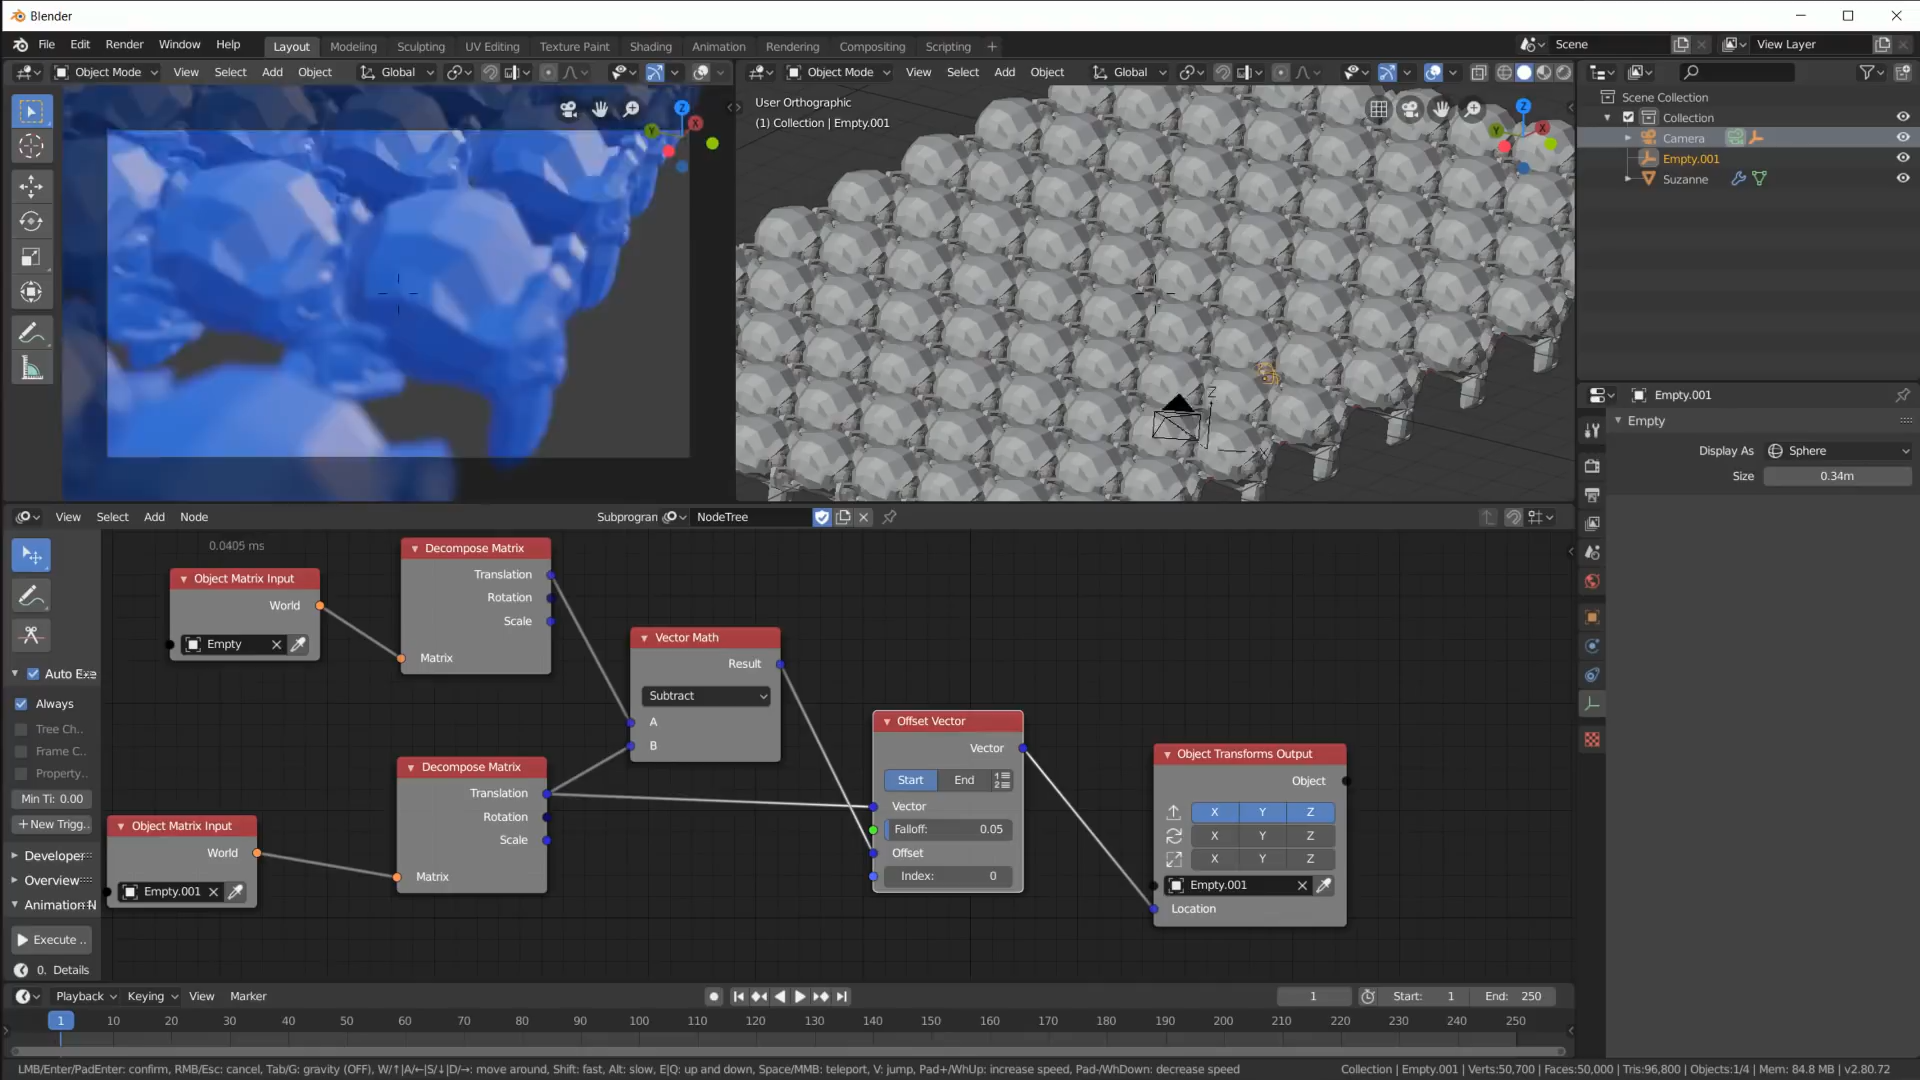 Blender
File Edit Render Window Help Layout Modeling Sculpting UV Editing Texture Paint Shading Animation Rendering Compositing Scripting + Scene View Layer
Object Mode View Select Add Object Global
Object Mode View Select Add Object Global
User Orthographic
(1) Collection | Empty.001
Z
X
Y
Z
X
Y
Z
Scene Collection
Collection
Camera
Empty.001
Suzanne
Empty.001
Empty
Display As Sphere
Size 0.34m
View Select Add Node Subprogran NodeTree
0.0405 ms
Object Matrix Input
World
Empty
Decompose Matrix
Translation
Rotation
Scale
Matrix
Vector Math
Result
Subtract
A
B
Decompose Matrix
Translation
Rotation
Scale
Matrix
Object Matrix Input
World
Empty.001
Offset Vector
Vector
Start End
Vector
Falloff: 0.05
Offset
Index: 0
Object Transforms Output
Object
X Y Z
X Y Z
X Y Z
Empty.001
Location
Auto Exe
Always
Tree Ch..
Frame C..
Property..
Min Ti: 0.00
+ New Trigg..
Developer
Overview
Animation N
Execute ..
0. Details
Playback Keying View Marker 1 Start: 1 End: 250
1 10 20 30 40 50 60 70 80 90 100 110 120 130 140 150 160 170 180 190 200 210 220 230 240 250
LMB/Enter/PadEnter: confirm, RMB/Esc: cancel, Tab/G: gravity (OFF), W/↑|A/←|S/↓|D/→: move around, Shift: fast, Alt: slow, E|Q: up and down, Space/MMB: teleport, V: jump, Pad+/WhUp: increase speed, Pad-/WhDown: decrease speed
Collection | Empty.001 | Verts:50,700 | Faces:50,000 | Tris:96,800 | Objects:1/4 | Mem: 84.8 MB | v2.80.72